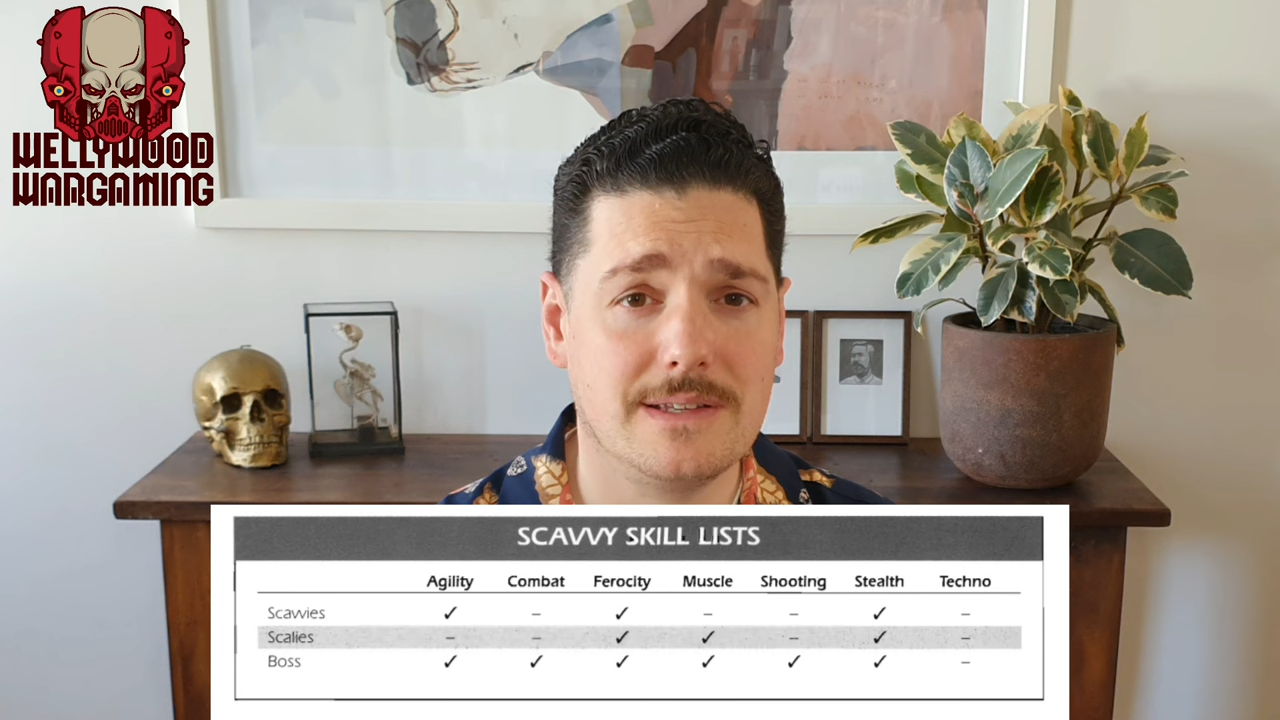 WELLYWOOD
WARGAMING
SCAVVY SKILL LISTS
Agility Combat Ferocity Muscle Shooting Stealth Techno
Scavvies ✓ – ✓ – – ✓ –
Scalies – – ✓ ✓ – ✓ –
Boss ✓ ✓ ✓ ✓ ✓ ✓ –